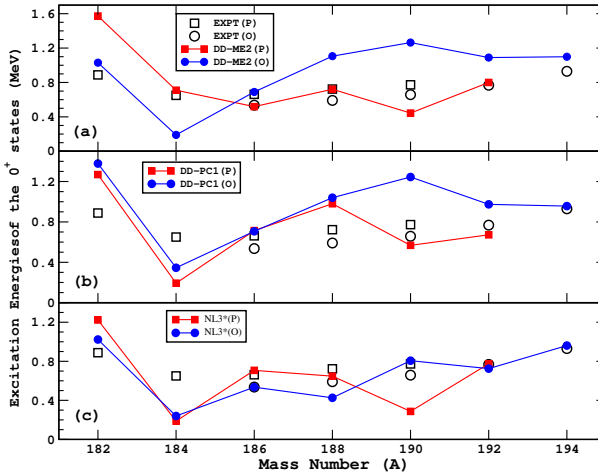 Excitation Energiesof the 0+ states (MeV)
1.6
1.2
0.8
0.4
0
EXPT(P)
EXPT(O)
DD-ME2(P)
DD-ME2(O)
(a)
1.2
0.8
0.4
0
DD-PC1(P)
DD-PC1(O)
(b)
1.2
0.8
0.4
0
NL3*(P)
NL3*(O)
(c)
182 184 186 188 190 192 194
Mass Number (A)